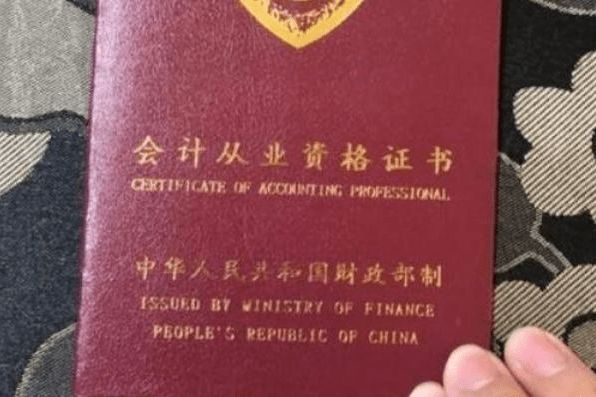 会计从业资格证书
CERTIFICATE OF ACCOUNTING PROFESSIONAL
中华人民共和国财政部制
ISSUED BY MINISTRY OF FINANCE
PEOPLE'S REPUBLIC OF CHINA